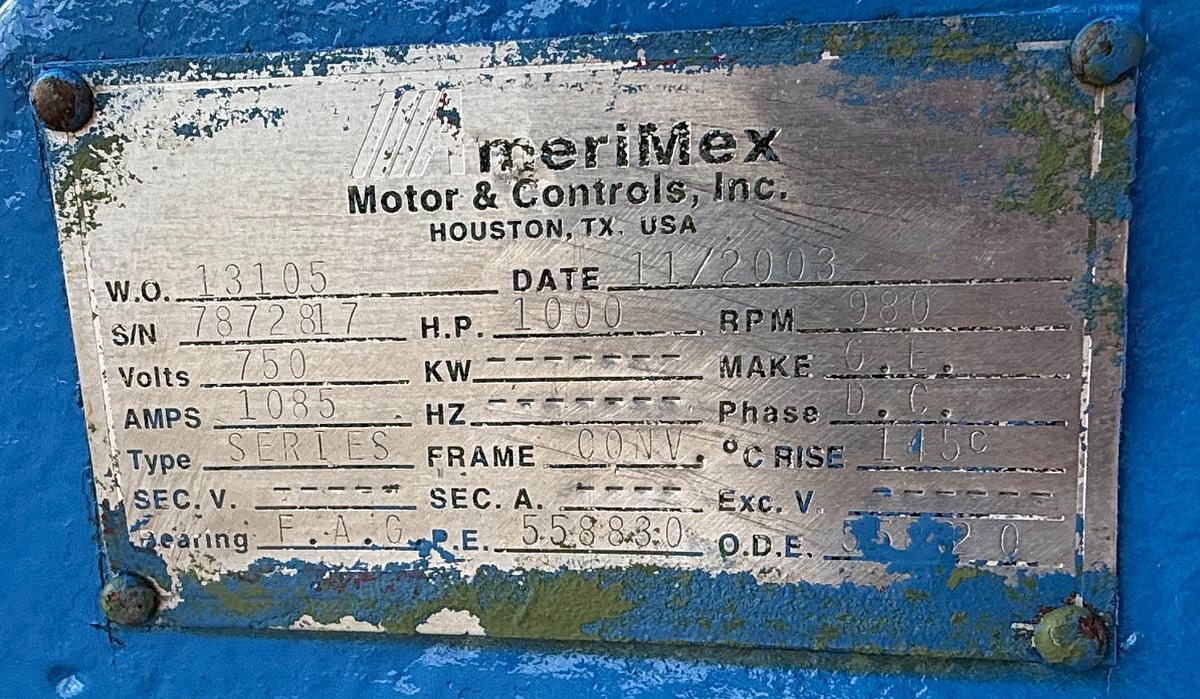 AmeriMex
Motor & Controls, Inc.
HOUSTON, TX. USA
W.O. 13105 DATE 11/2003
S/N 7872817 H.P. 1000 RPM 980
Volts 750 KW ------- MAKE G.E.
AMPS 1085 HZ ------- Phase D.C.
Type SERIES FRAME CONV. °C RISE 145C
SEC. V. ----- SEC. A. ---- Exc. V. ------
Bearing F.A.G. P.E. 558830 O.D.E.